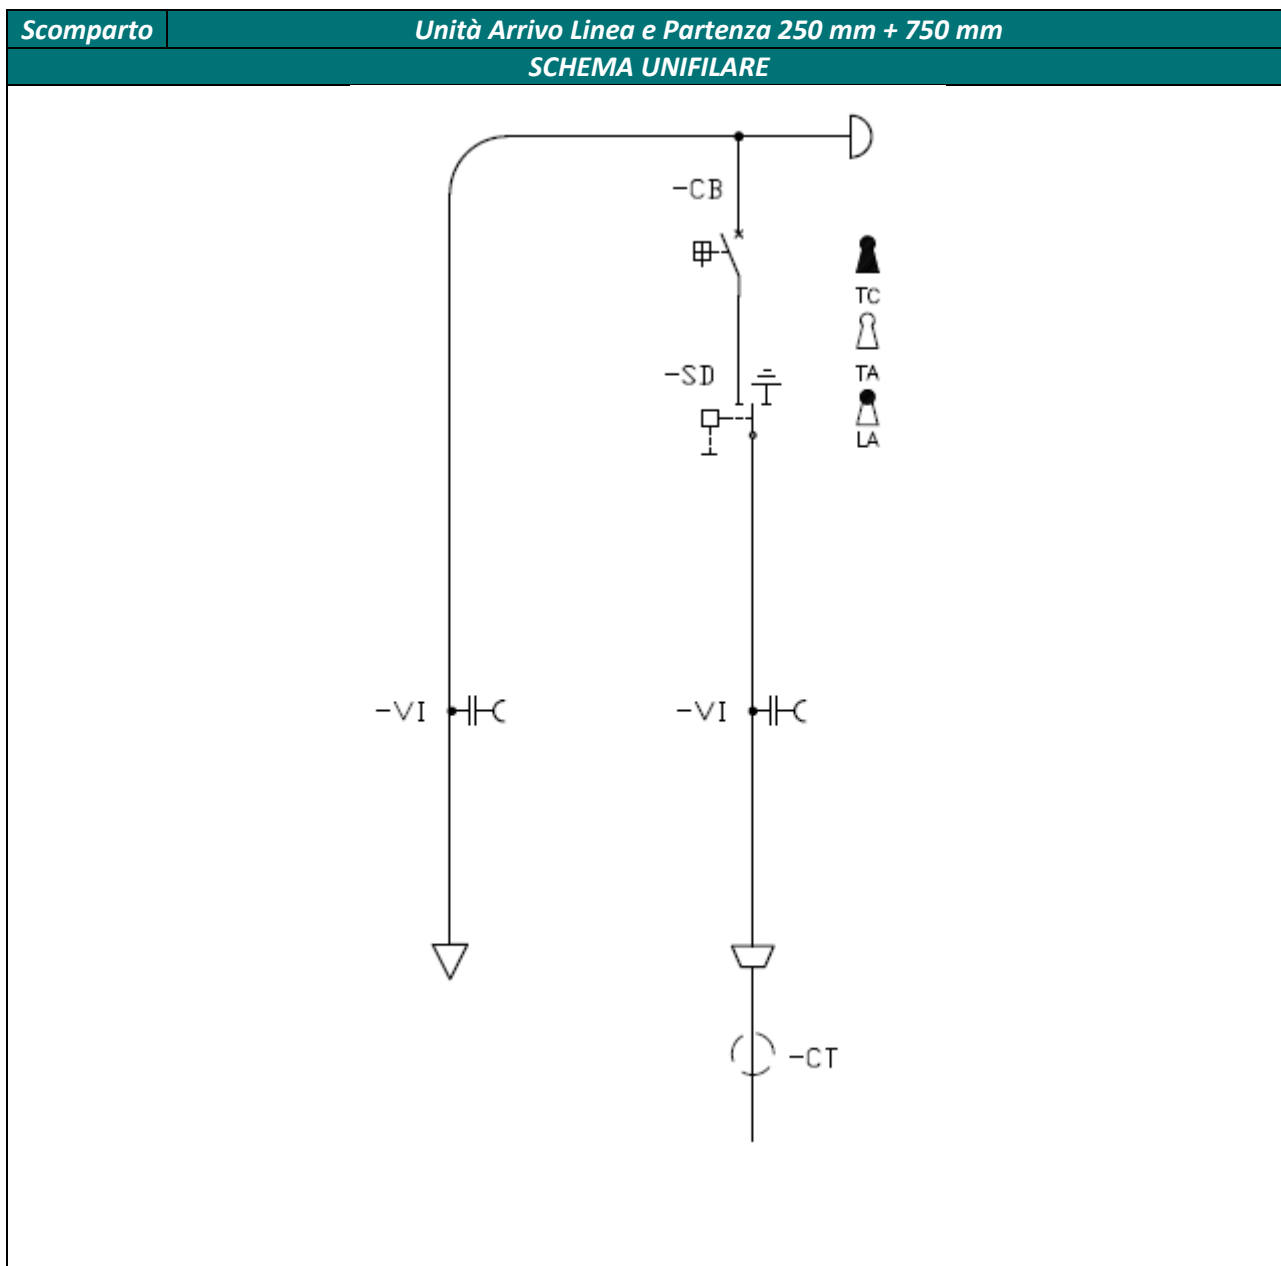 Scomparto Unità Arrivo Linea e Partenza 250 mm + 750 mm
SCHEMA UNIFILARE
-CB
TC
-SD
TA
LA
-VI
-VI
-CT